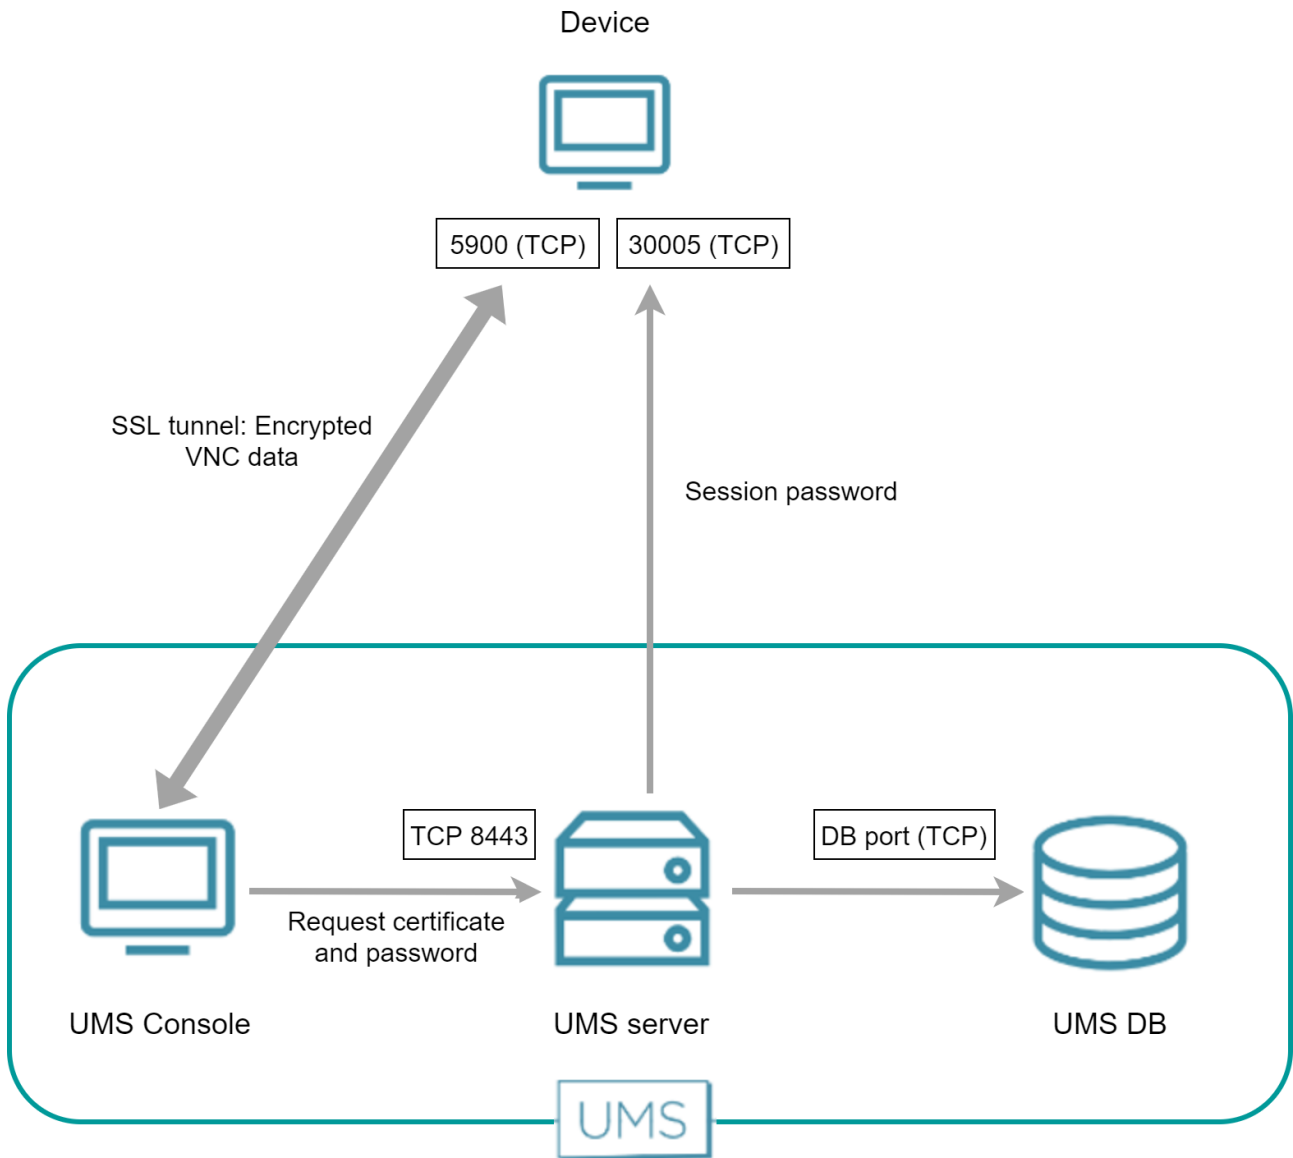 Device
5900 (TCP)
30005 (TCP)
SSL tunnel: Encrypted
VNC data
Session password
TCP 8443
DB port (TCP)
Request certificate
and password
UMS Console
UMS server
UMS DB
UMS